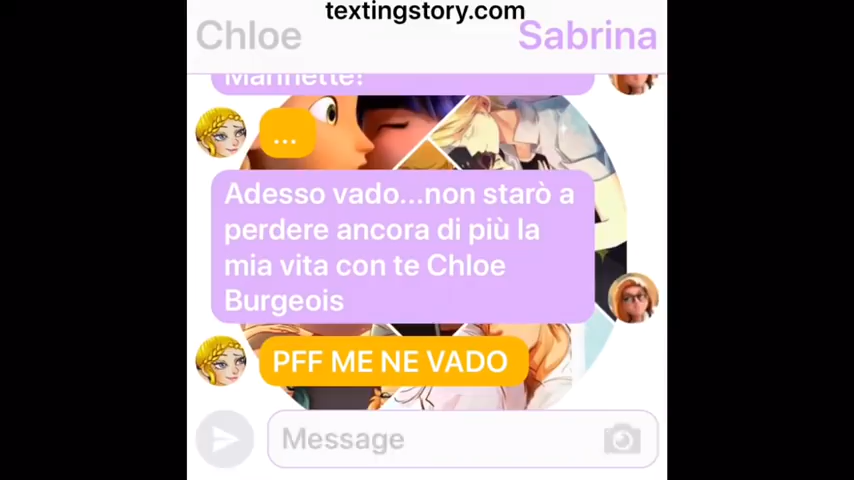 textingstory.com
Chloe
Sabrina
Marinette!
...
Adesso vado...non starò a
perdere ancora di più la
mia vita con te Chloe
Burgeois
PFF ME NE VADO
Message